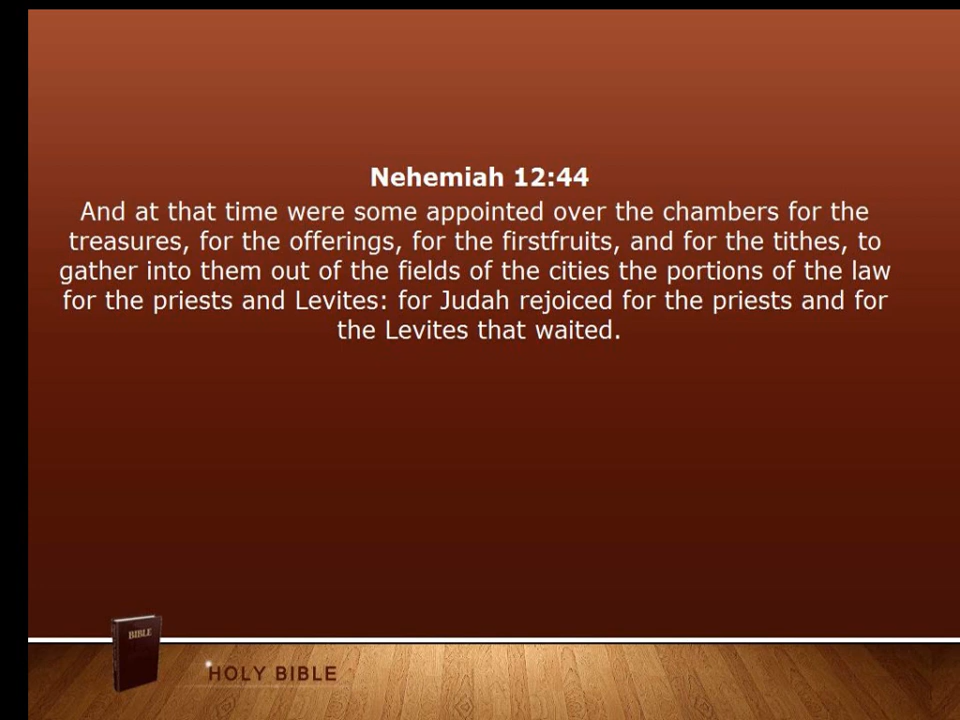 Nehemiah 12:44
And at that time were some appointed over the chambers for the
treasures, for the offerings, for the firstfruits, and for the tithes, to
gather into them out of the fields of the cities the portions of the law
for the priests and Levites: for Judah rejoiced for the priests and for
the Levites that waited.
BIBLE
HOLY BIBLE